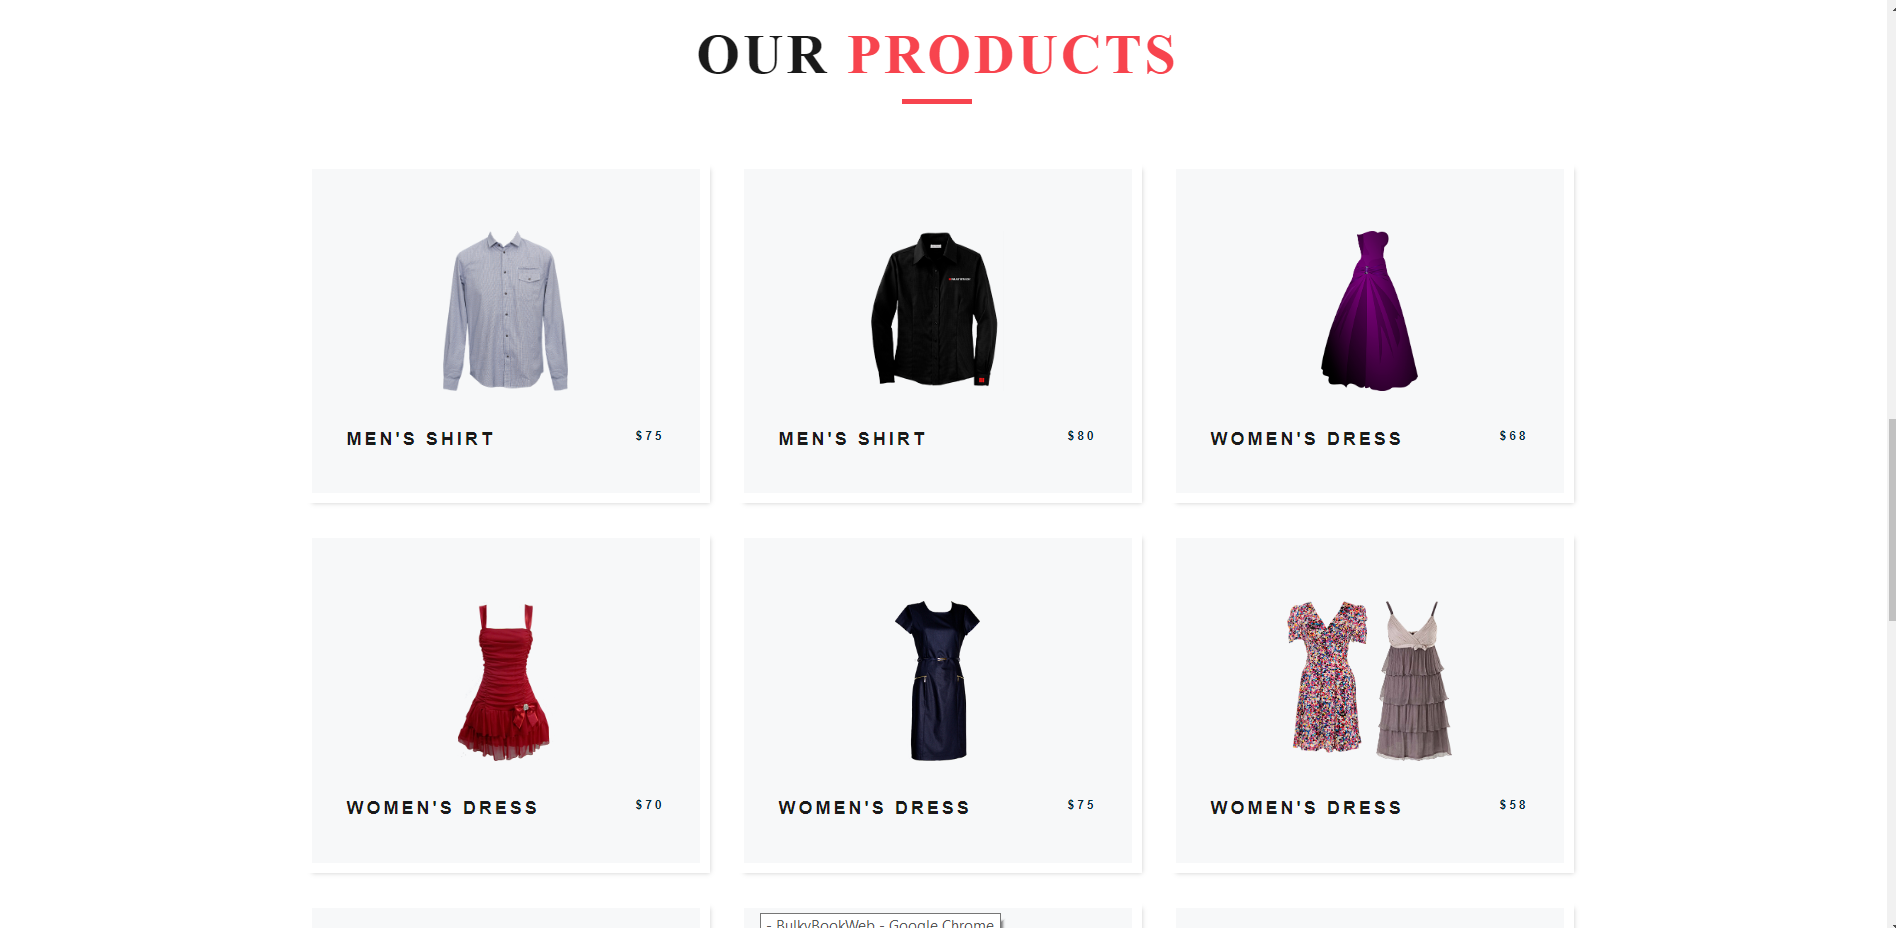 OUR PRODUCTS
MEN'S SHIRT $75
MEN'S SHIRT $80
WOMEN'S DRESS $68
WOMEN'S DRESS $70
WOMEN'S DRESS $75
WOMEN'S DRESS $58
- BulkyBookWeb - Google Chrome